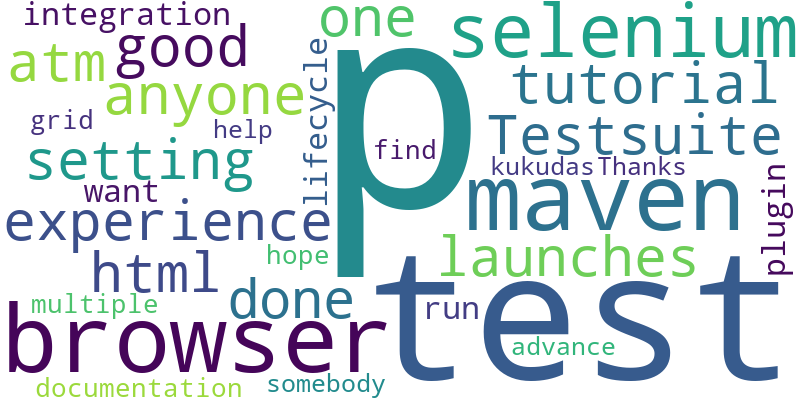 integration
one
selenium
good
atm
tutorial
anyone
p
lifecycle
grid
help
find
Testsuite
setting
kukudas
Thanks
want
maven
plugin
experience
hope
launches
html
test
done
multiple
run
browser
advance
documentation
somebody